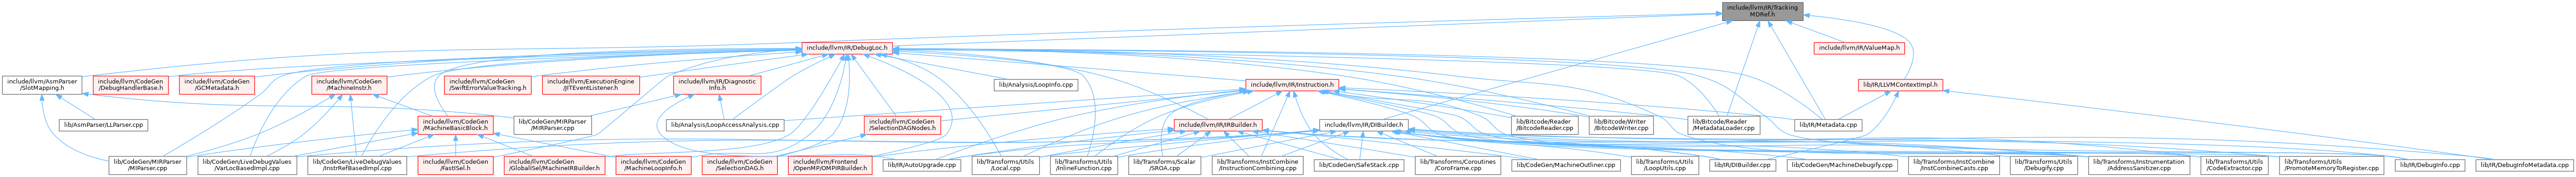 include/llvm/IR/Tracking
MDRef.h
include/llvm/IR/DebugLoc.h
include/llvm/IR/ValueMap.h
include/llvm/AsmParser
/SlotMapping.h
include/llvm/CodeGen
/DebugHandlerBase.h
include/llvm/CodeGen
/GCMetadata.h
include/llvm/CodeGen
/MachineInstr.h
include/llvm/CodeGen
/SwiftErrorValueTracking.h
include/llvm/ExecutionEngine
/JITEventListener.h
include/llvm/IR/Diagnostic
Info.h
lib/Analysis/LoopInfo.cpp
include/llvm/IR/Instruction.h
lib/IR/LLVMContextImpl.h
lib/AsmParser/LLParser.cpp
include/llvm/CodeGen
/MachineBasicBlock.h
lib/CodeGen/MIRParser
/MIRParser.cpp
lib/Analysis/LoopAccessAnalysis.cpp
include/llvm/CodeGen
/SelectionDAGNodes.h
include/llvm/IR/IRBuilder.h
include/llvm/IR/DIBuilder.h
lib/Bitcode/Reader
/BitcodeReader.cpp
lib/Bitcode/Writer
/BitcodeWriter.cpp
lib/Bitcode/Reader
/MetadataLoader.cpp
lib/IR/Metadata.cpp
lib/CodeGen/MIRParser
/MIParser.cpp
lib/CodeGen/LiveDebugValues
/VarLocBasedImpl.cpp
lib/CodeGen/LiveDebugValues
/InstrRefBasedImpl.cpp
include/llvm/CodeGen
/FastISel.h
include/llvm/CodeGen
/GlobalISel/MachineIRBuilder.h
include/llvm/CodeGen
/MachineLoopInfo.h
include/llvm/CodeGen
/SelectionDAG.h
include/llvm/Frontend
/OpenMP/OMPIRBuilder.h
lib/IR/AutoUpgrade.cpp
lib/Transforms/Utils
/Local.cpp
lib/Transforms/Utils
/InlineFunction.cpp
lib/Transforms/Scalar
/SROA.cpp
lib/Transforms/InstCombine
/InstructionCombining.cpp
lib/CodeGen/SafeStack.cpp
lib/Transforms/Coroutines
/CoroFrame.cpp
lib/CodeGen/MachineOutliner.cpp
lib/Transforms/Utils
/LoopUtils.cpp
lib/IR/DIBuilder.cpp
lib/CodeGen/MachineDebugify.cpp
lib/Transforms/InstCombine
/InstCombineCasts.cpp
lib/Transforms/Utils
/Debugify.cpp
lib/Transforms/Instrumentation
/AddressSanitizer.cpp
lib/Transforms/Utils
/CodeExtractor.cpp
lib/Transforms/Utils
/PromoteMemoryToRegister.cpp
lib/IR/DebugInfo.cpp
lib/IR/DebugInfoMetadata.cpp